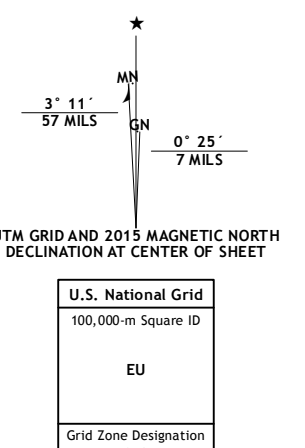 ★
MN
3° 11´
57 MILS
GN
0° 25´
7 MILS
UTM GRID AND 2015 MAGNETIC NORTH
DECLINATION AT CENTER OF SHEET
U.S. National Grid
100,000-m Square ID
EU
Grid Zone Designation